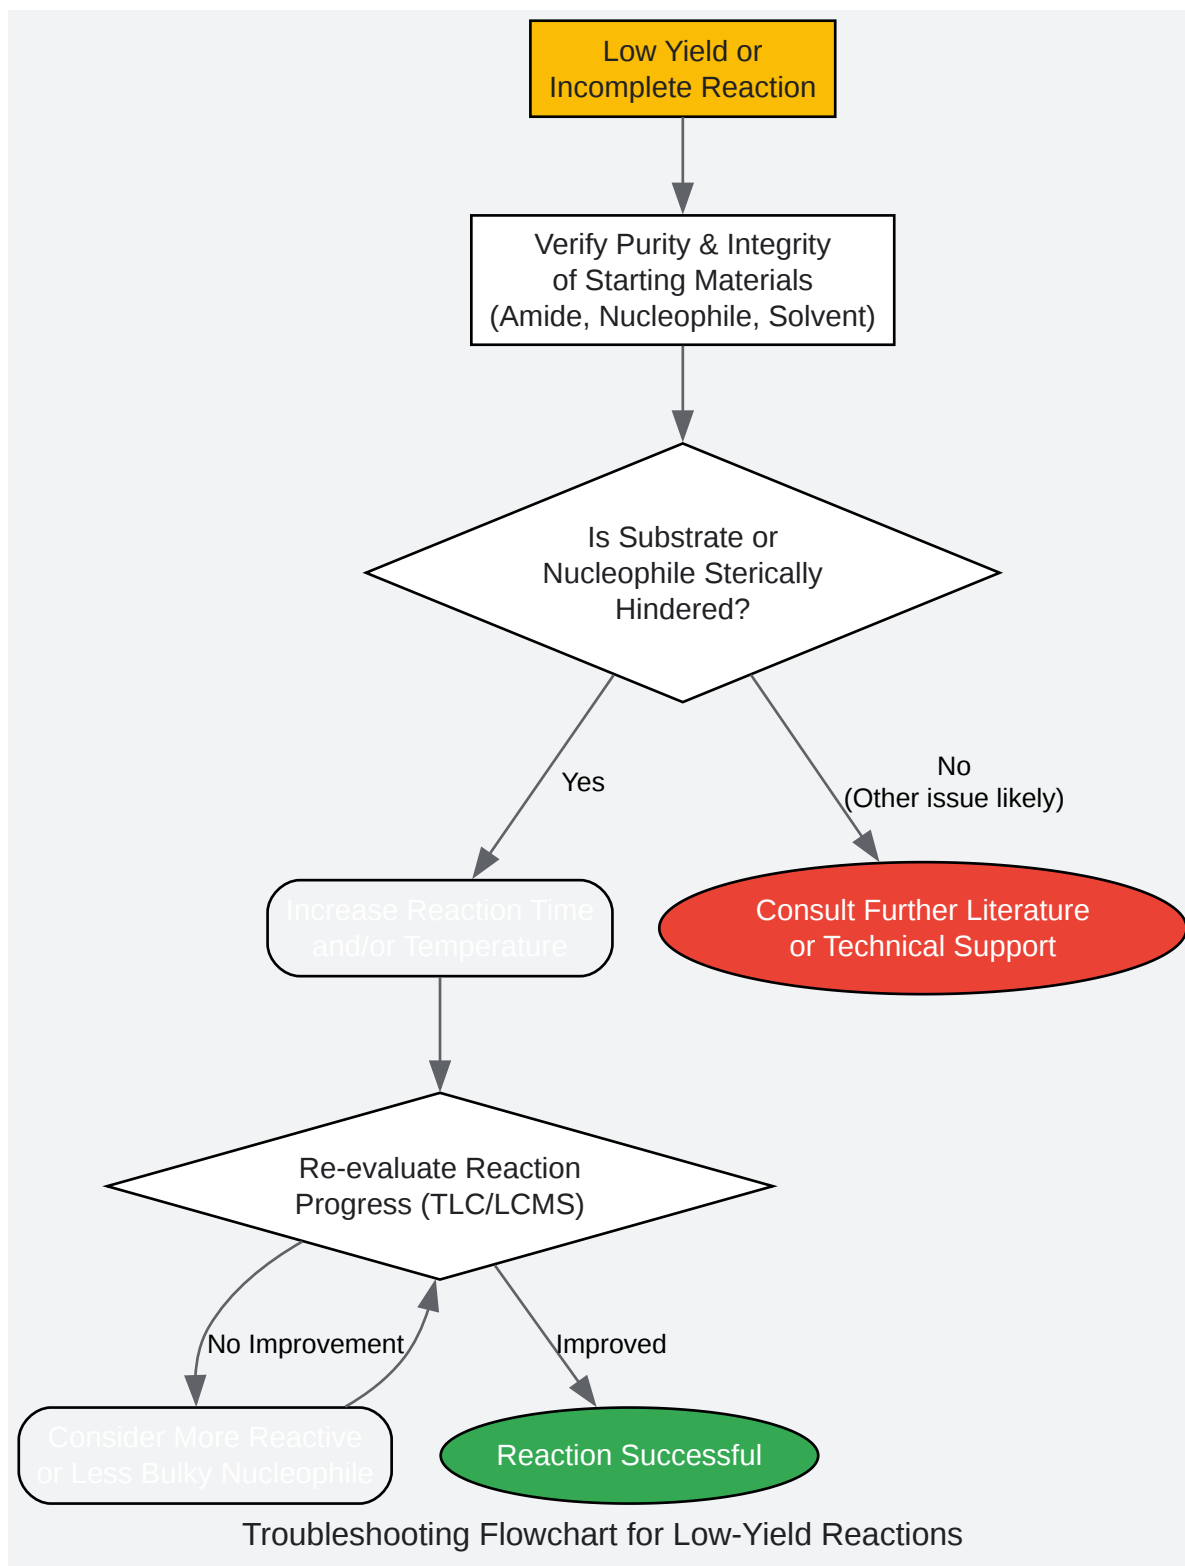 Low Yield or
Incomplete Reaction
Verify Purity & Integrity
of Starting Materials
(Amide, Nucleophile, Solvent)
Is Substrate or
Nucleophile Sterically
Hindered?
Yes
No
(Other issue likely)
Increase Reaction Time
and/or Temperature
Consult Further Literature
or Technical Support
Re-evaluate Reaction
Progress (TLC/LCMS)
No Improvement
Improved
Consider More Reactive
or Less Bulky Nucleophile
Reaction Successful
Troubleshooting Flowchart for Low-Yield Reactions